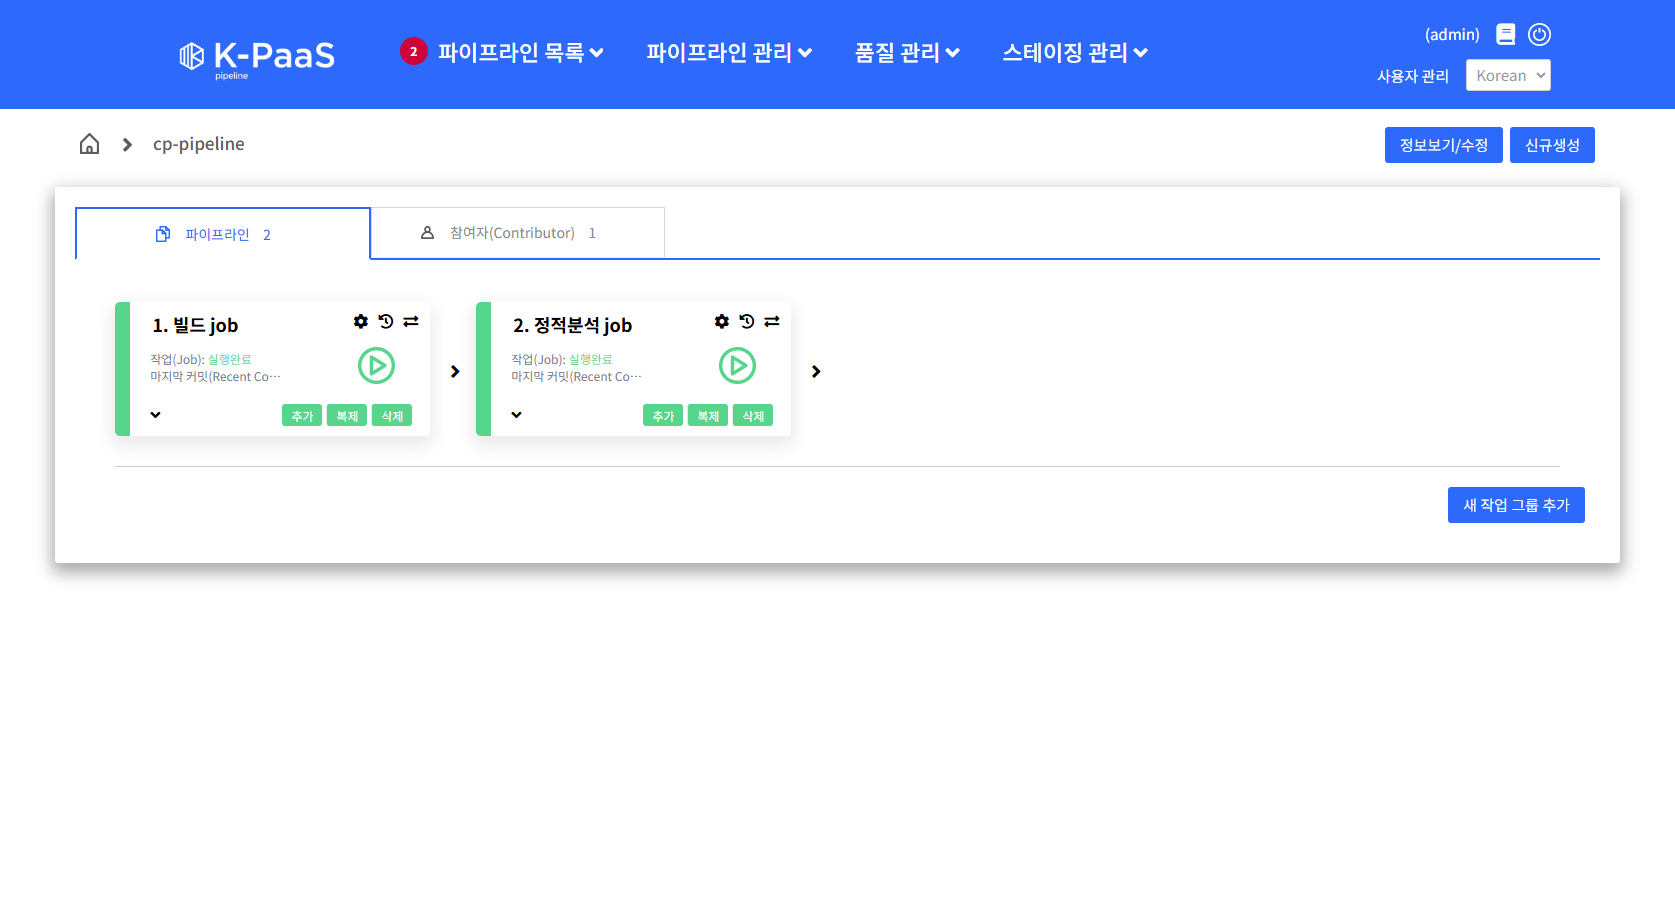 K-PaaS
pipeline
2 파이프라인 목록
파이프라인 관리
품질 관리
스테이징 관리
(admin)
사용자 관리
Korean
cp-pipeline
정보보기/수정
신규생성
파이프라인 2
참여자(Contributor) 1
1. 빌드 job
작업(Job): 실행완료
마지막 커밋(Recent Co…
추가
복제
삭제
2. 정적분석 job
작업(Job): 실행완료
마지막 커밋(Recent Co…
추가
복제
삭제
새 작업 그룹 추가